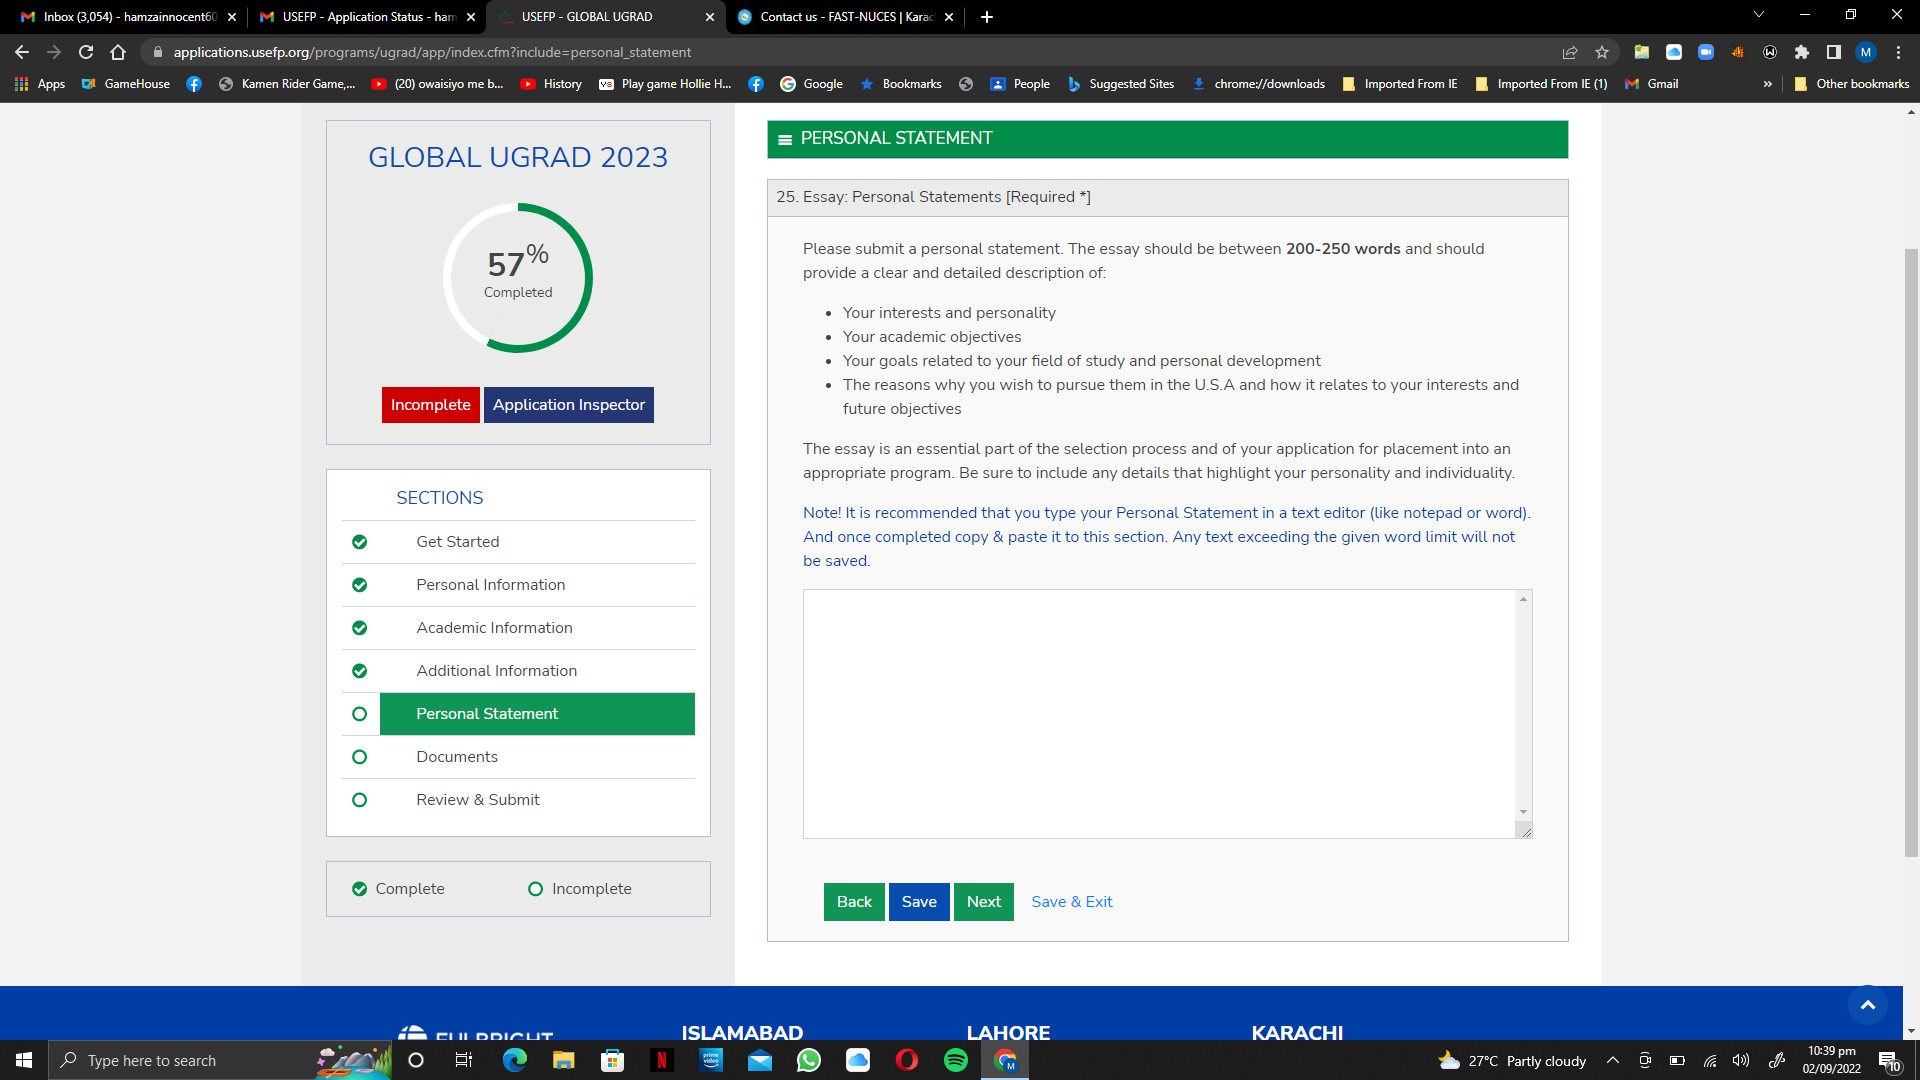 Inbox (3,054) - hamzainnocent60
USEFP - Application Status - ham
USEFP - GLOBAL UGRAD
Contact us - FAST-NUCES | Karac
applications.usefp.org/programs/ugrad/app/index.cfm?include=personal_statement
M
Apps
GameHouse
Kamen Rider Game,...
(20) owaisiyo me b...
History
Play game Hollie H...
Google
Bookmarks
People
Suggested Sites
chrome://downloads
Imported From IE
Imported From IE (1)
Gmail
»
Other bookmarks
GLOBAL UGRAD 2023
57%
Completed
Incomplete
Application Inspector
SECTIONS
Get Started
Personal Information
Academic Information
Additional Information
Personal Statement
Documents
Review & Submit
Complete
Incomplete
PERSONAL STATEMENT
25. Essay: Personal Statements [Required *]
Please submit a personal statement. The essay should be between 200-250 words and should
provide a clear and detailed description of:
Your interests and personality
Your academic objectives
Your goals related to your field of study and personal development
The reasons why you wish to pursue them in the U.S.A and how it relates to your interests and
future objectives
The essay is an essential part of the selection process and of your application for placement into an
appropriate program. Be sure to include any details that highlight your personality and individuality.
Note! It is recommended that you type your Personal Statement in a text editor (like notepad or word).
And once completed copy & paste it to this section. Any text exceeding the given word limit will not
be saved.
Back
Save
Next
Save & Exit
FULBRIGHT
ISLAMABAD
LAHORE
KARACHI
Type here to search
prime video
27°C Partly cloudy
10:39 pm
02/09/2022
10